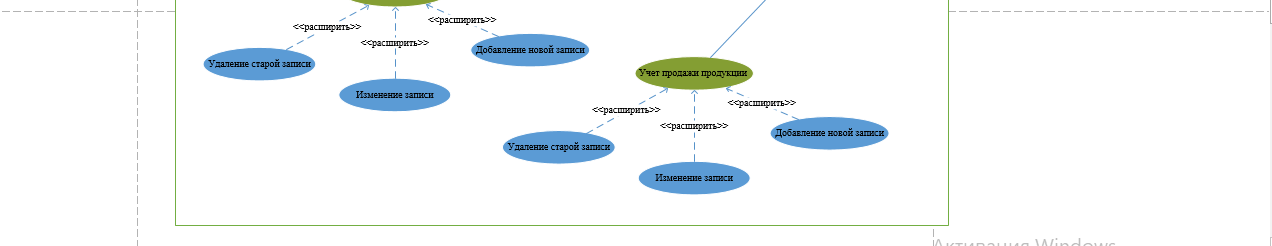 <<расширить>>
<<расширить>>
<<расширить>>
Удаление старой записи
Изменение записи
Добавление новой записи
Учет продажи продукции
<<расширить>>
<<расширить>>
<<расширить>>
Удаление старой записи
Изменение записи
Добавление новой записи
Активация Windows